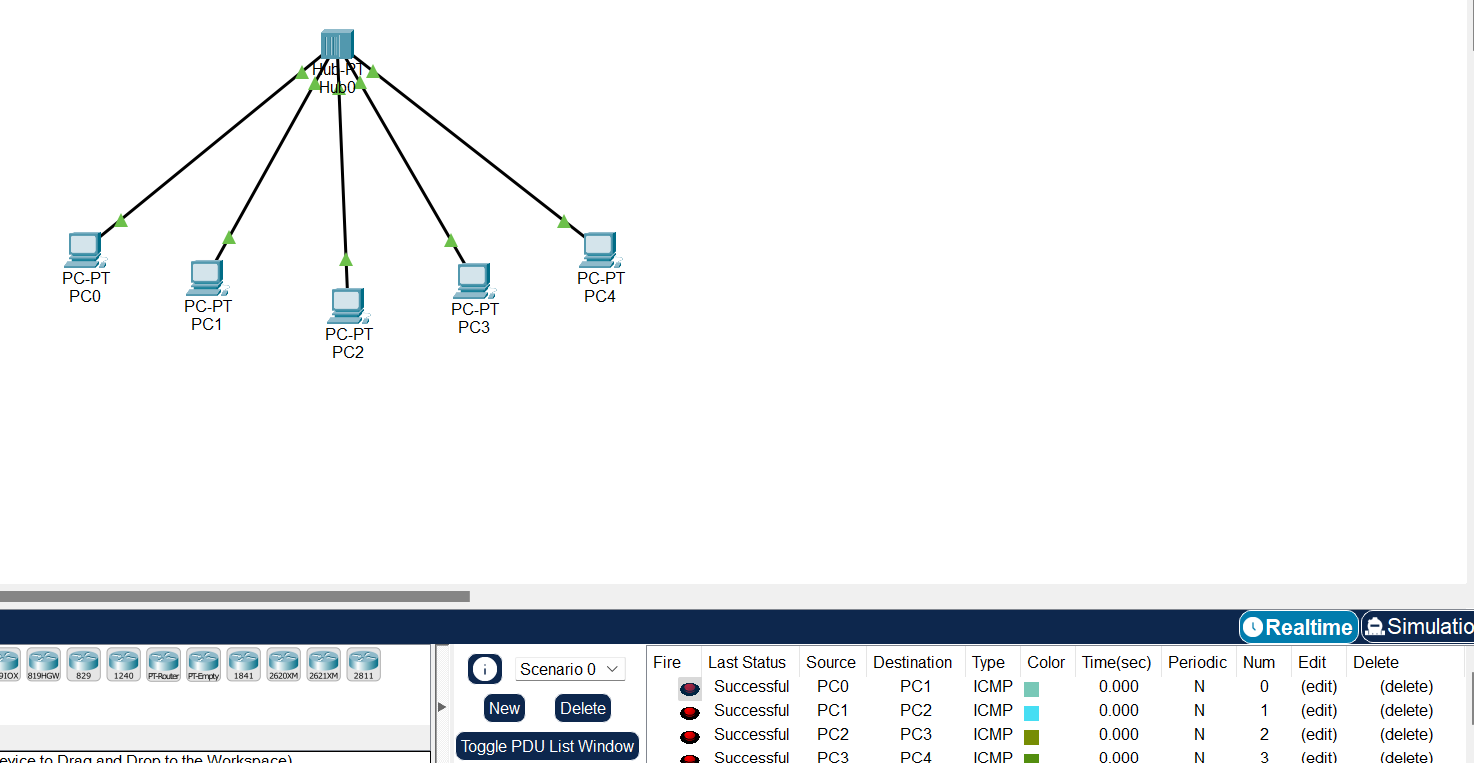 Hub-PT
Hub0
PC-PT
PC0
PC-PT
PC1
PC-PT
PC2
PC-PT
PC3
PC-PT
PC4
Realtime
Simulatio
9IOX 819HGW 829 1240 PT-Router PT-Empty 1841 2620XM 2621XM 2811
evice to Drag and Drop to the Workspace)
i Scenario 0
New Delete
Toggle PDU List Window
Fire Last Status Source Destination Type Color Time(sec) Periodic Num Edit Delete
Successful PC0 PC1 ICMP 0.000 N 0 (edit) (delete)
Successful PC1 PC2 ICMP 0.000 N 1 (edit) (delete)
Successful PC2 PC3 ICMP 0.000 N 2 (edit) (delete)
Successful PC3 PC4 ICMP 0.000 N 3 (edit) (delete)